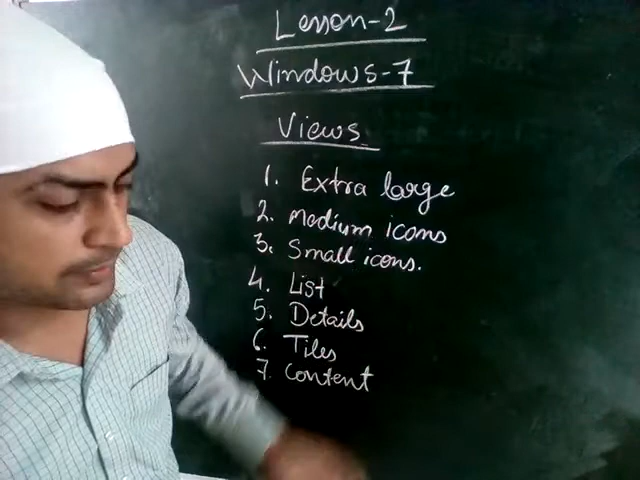 Lesson-2
Windows-7
Views
1. Extra large
2. Medium icons
3. Small icons.
4. List
5. Details
6. Tiles
7. Content